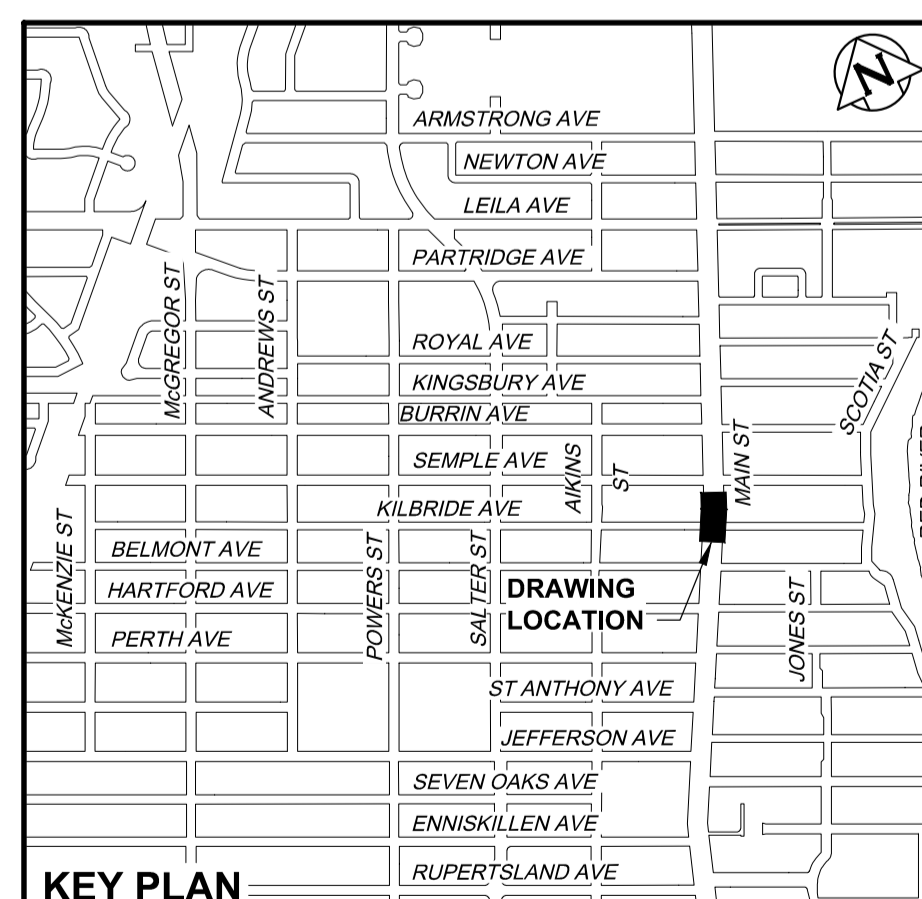 N
ARMSTRONG AVE
NEWTON AVE
LEILA AVE
PARTRIDGE AVE
McGREGOR ST
ANDREWS ST
ROYAL AVE
KINGSBURY AVE
BURRIN AVE
SCOTIA ST
SEMPLE AVE
AIKINS
ST
MAIN ST
KILBRIDE AVE
McKENZIE ST
BELMONT AVE
HARTFORD AVE
PERTH AVE
POWERS ST
SALTER ST
DRAWING
LOCATION
JONES ST
ST ANTHONY AVE
JEFFERSON AVE
SEVEN OAKS AVE
ENNISKILLEN AVE
RUPERTSLAND AVE
KEY PLAN